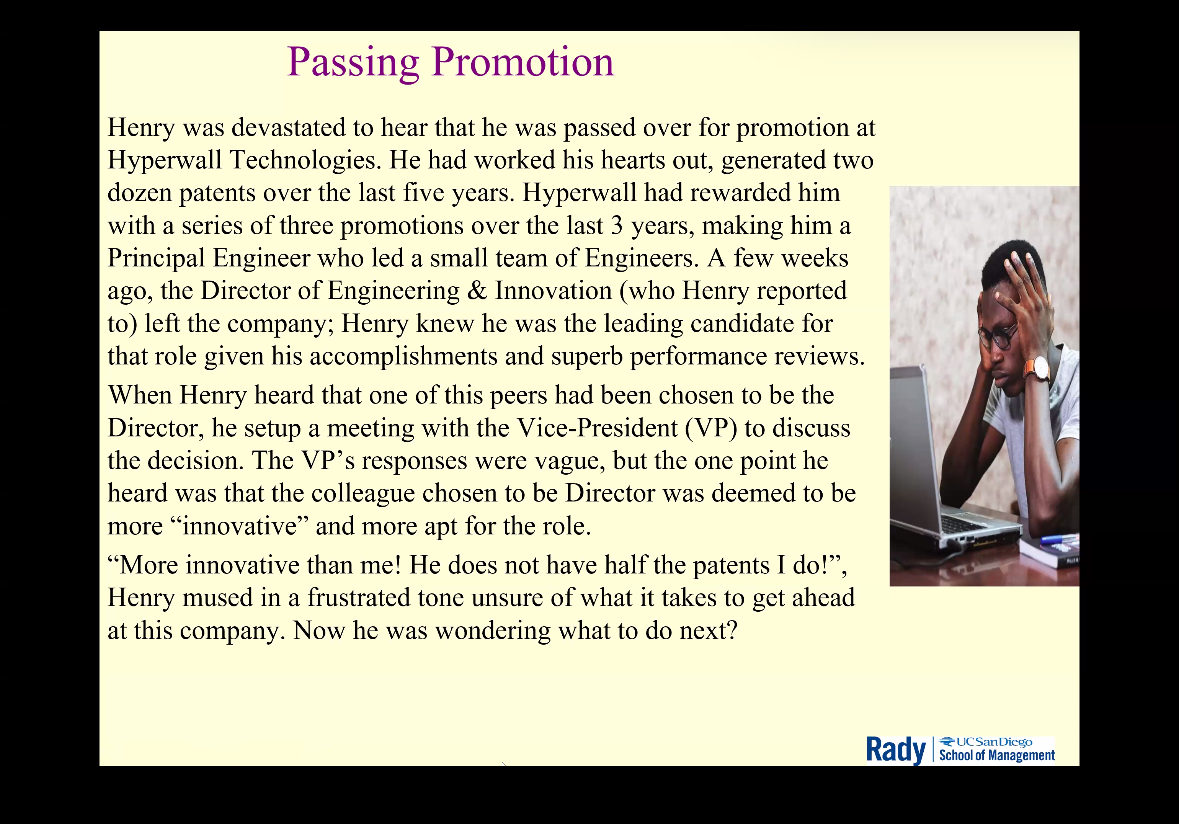 Passing Promotion
Henry was devastated to hear that he was passed over for promotion at
Hyperwall Technologies. He had worked his hearts out, generated two
dozen patents over the last five years. Hyperwall had rewarded him
with a series of three promotions over the last 3 years, making him a
Principal Engineer who led a small team of Engineers. A few weeks
ago, the Director of Engineering & Innovation (who Henry reported
to) left the company; Henry knew he was the leading candidate for
that role given his accomplishments and superb performance reviews.
When Henry heard that one of this peers had been chosen to be the
Director, he setup a meeting with the Vice-President (VP) to discuss
the decision. The VP’s responses were vague, but the one point he
heard was that the colleague chosen to be Director was deemed to be
more “innovative” and more apt for the role.
“More innovative than me! He does not have half the patents I do!”,
Henry mused in a frustrated tone unsure of what it takes to get ahead
at this company. Now he was wondering what to do next?
Rady
UC San Diego
School of Management